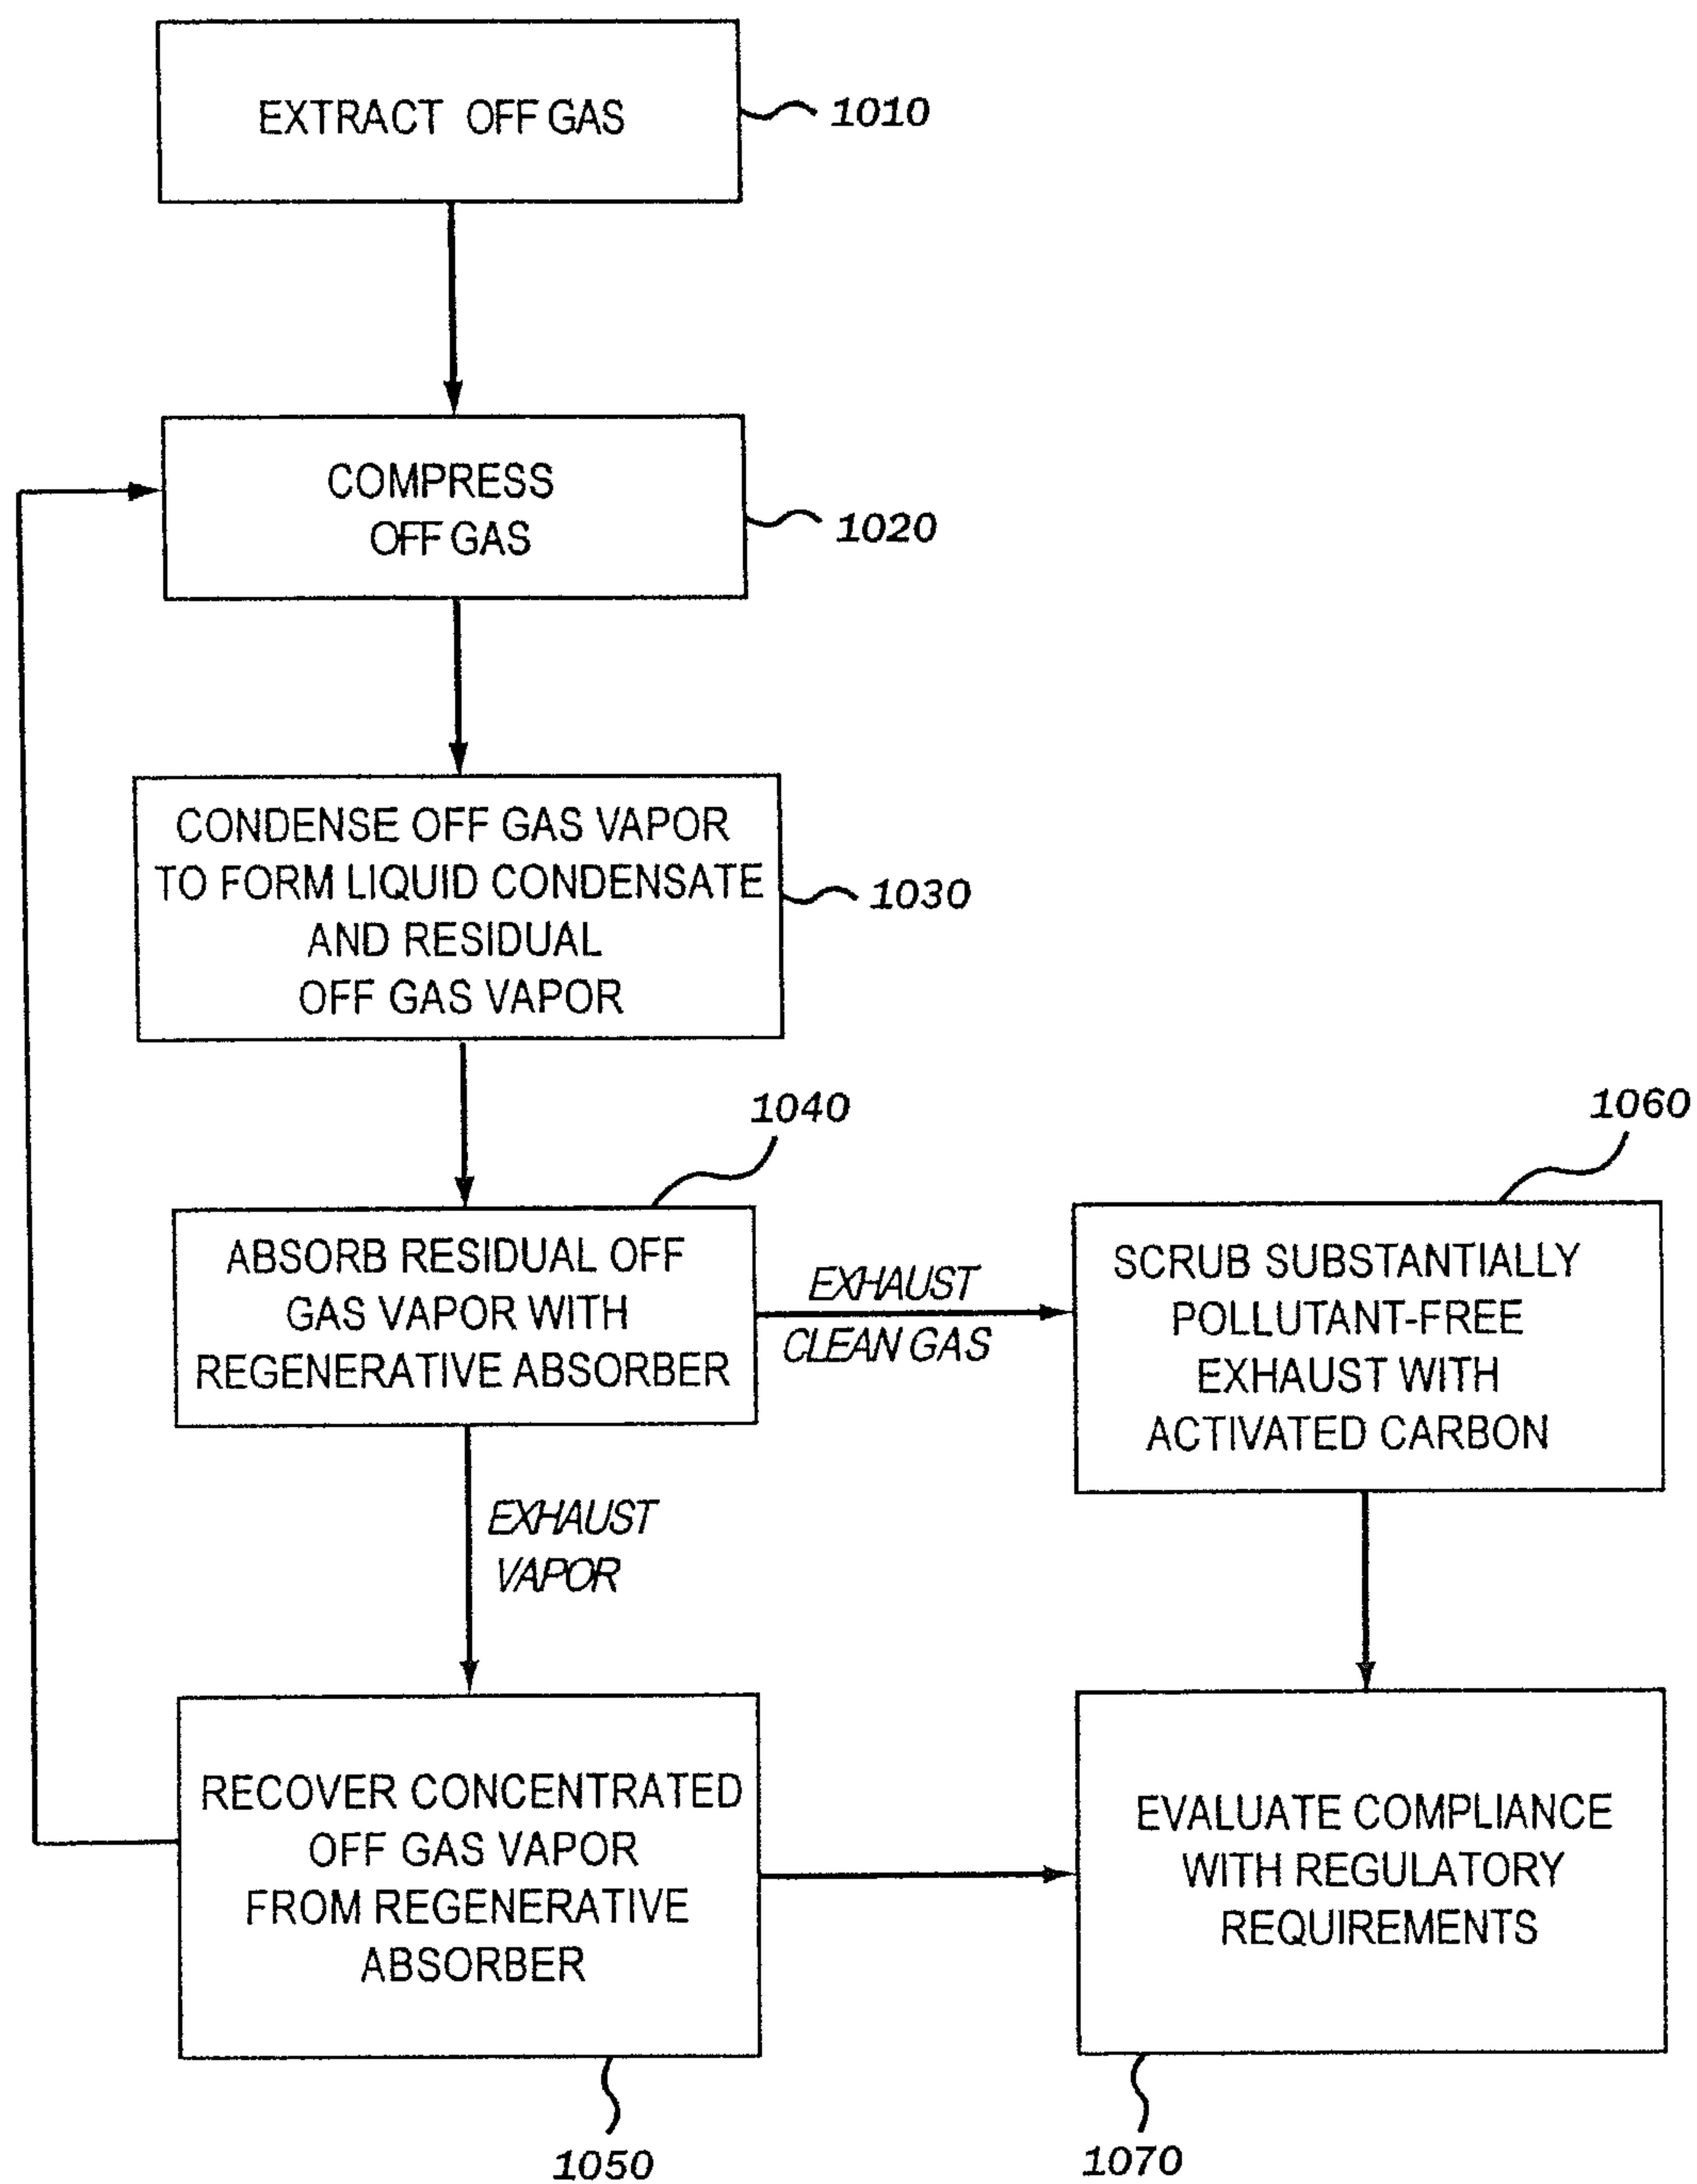 EXTRACT OFF GAS
1010
COMPRESS
OFF GAS
1020
CONDENSE OFF GAS VAPOR
TO FORM LIQUID CONDENSATE
AND RESIDUAL
OFF GAS VAPOR
1030
1040
ABSORB RESIDUAL OFF
GAS VAPOR WITH
REGENERATIVE ABSORBER
EXHAUST
CLEAN GAS
1060
SCRUB SUBSTANTIALLY
POLLUTANT-FREE
EXHAUST WITH
ACTIVATED CARBON
EXHAUST
VAPOR
RECOVER CONCENTRATED
OFF GAS VAPOR
FROM REGENERATIVE
ABSORBER
1050
EVALUATE COMPLIANCE
WITH REGULATORY
REQUIREMENTS
1070